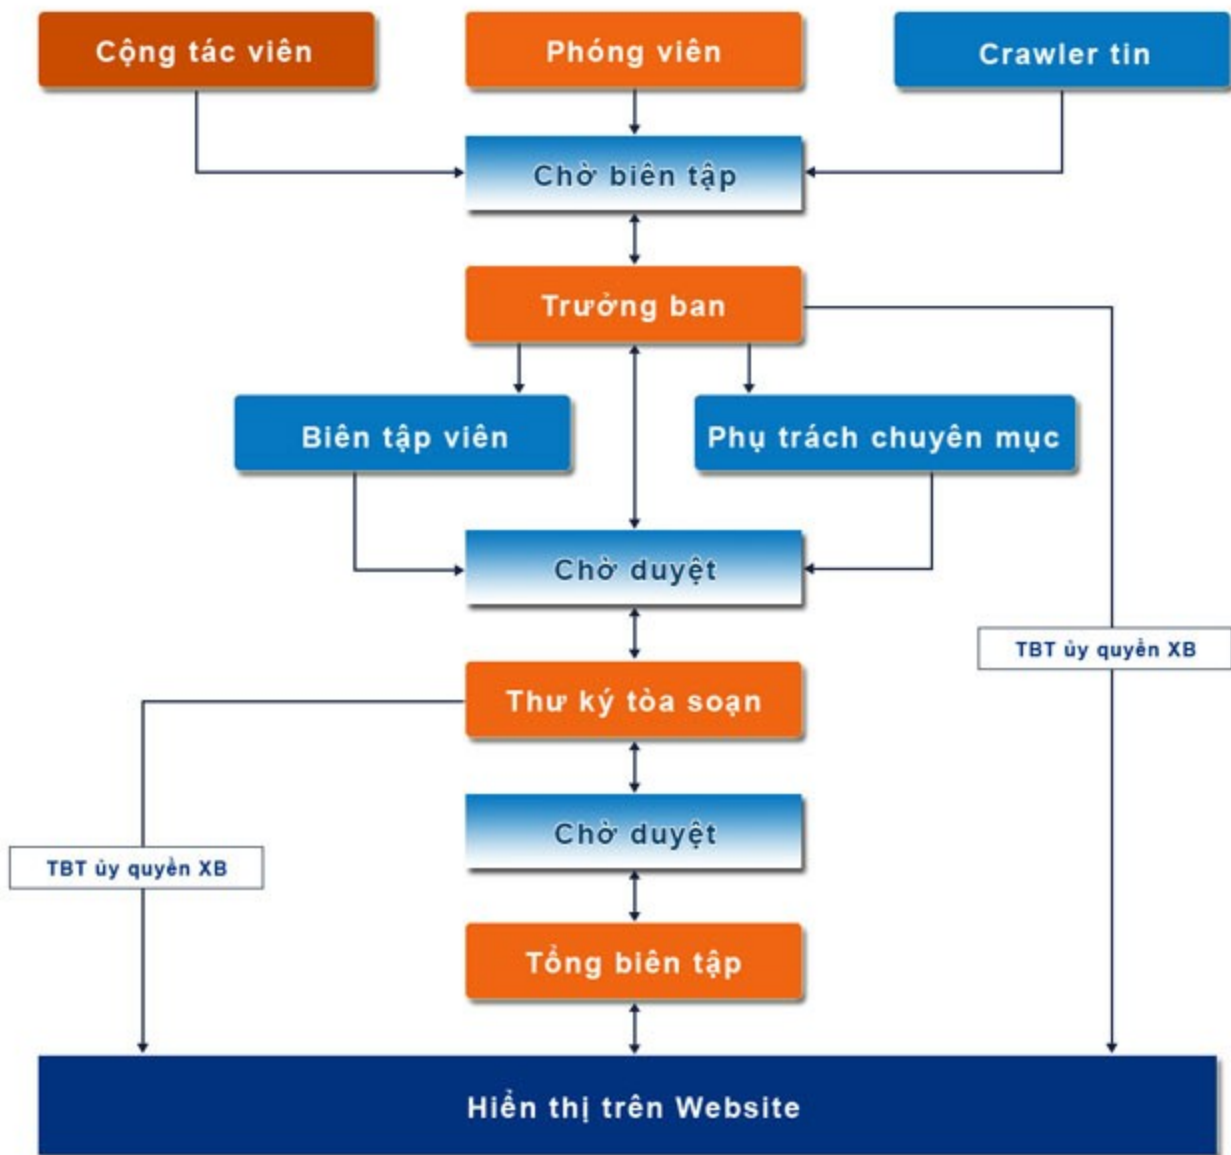 Cộng tác viên
Phóng viên
Crawler tin
Chờ biên tập
Trưởng ban
Biên tập viên
Phụ trách chuyên mục
Chờ duyệt
TBT ủy quyền XB
Thư ký tòa soạn
Chờ duyệt
TBT ủy quyền XB
Tổng biên tập
Hiển thị trên Website